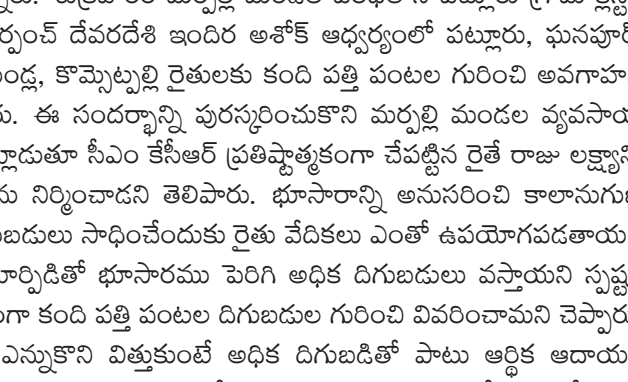 ర్పంచ్ దేవరదేశి ఇందిర అశోక్ ఆధ్వర్యంలో పట్లూరు, ఘనపూర్
ండ్ల, కొమ్సెట్పల్లి రైతులకు కంది పత్తి పంటల గురించి అవగాహ
రు. ఈ సందర్భాన్ని పురస్కరించుకొని మర్పల్లి మండల వ్యవసాయ
్లాడుతూ సీఎం కేసీఆర్ ప్రతిష్టాత్మకంగా చేపట్టిన రైతే రాజు లక్ష్యాని
ను నిర్మించాడని తెలిపారు. భూసారాన్ని అనుసరించి కాలానుగుణ
బడులు సాధించేందుకు రైతు వేదికలు ఎంతో ఉపయోగపడతాయ
మార్పిడితో భూసారము పెరిగి అధిక దిగుబడులు వస్తాయని స్పష్ట
ంగా కంది పత్తి పంటల దిగుబడుల గురించి వివరించామని చెప్పారు
ఎన్నుకొని విత్తుకుంటే అధిక దిగుబడితో పాటు ఆర్థిక ఆదాయ